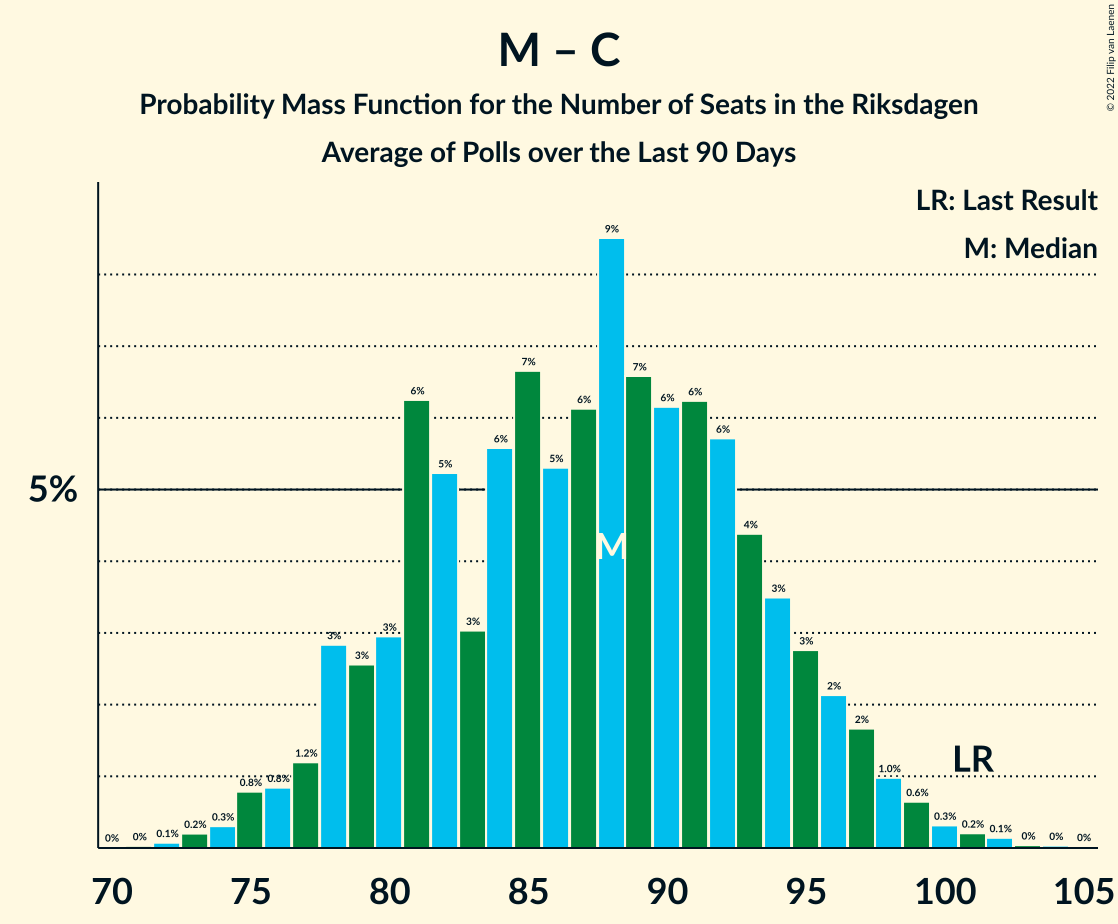 © 2022 Filip van Laenen
M – C
Probability Mass Function for the Number of Seats in the Riksdagen
Average of Polls over the Last 90 Days
LR: Last Result
M: Median
5%
0% 0% 0.1% 0.2% 0.3% 0.8% 0.8% 1.2% 3% 3% 3% 6% 5% 3% 6% 7% 5% 6% 9% 7% 6% 6% 6% 4% 3% 3% 2% 2% 1.0% 0.6% 0.3% 0.2% 0.1% 0% 0% 0%
M
LR
70 75 80 85 90 95 100 105